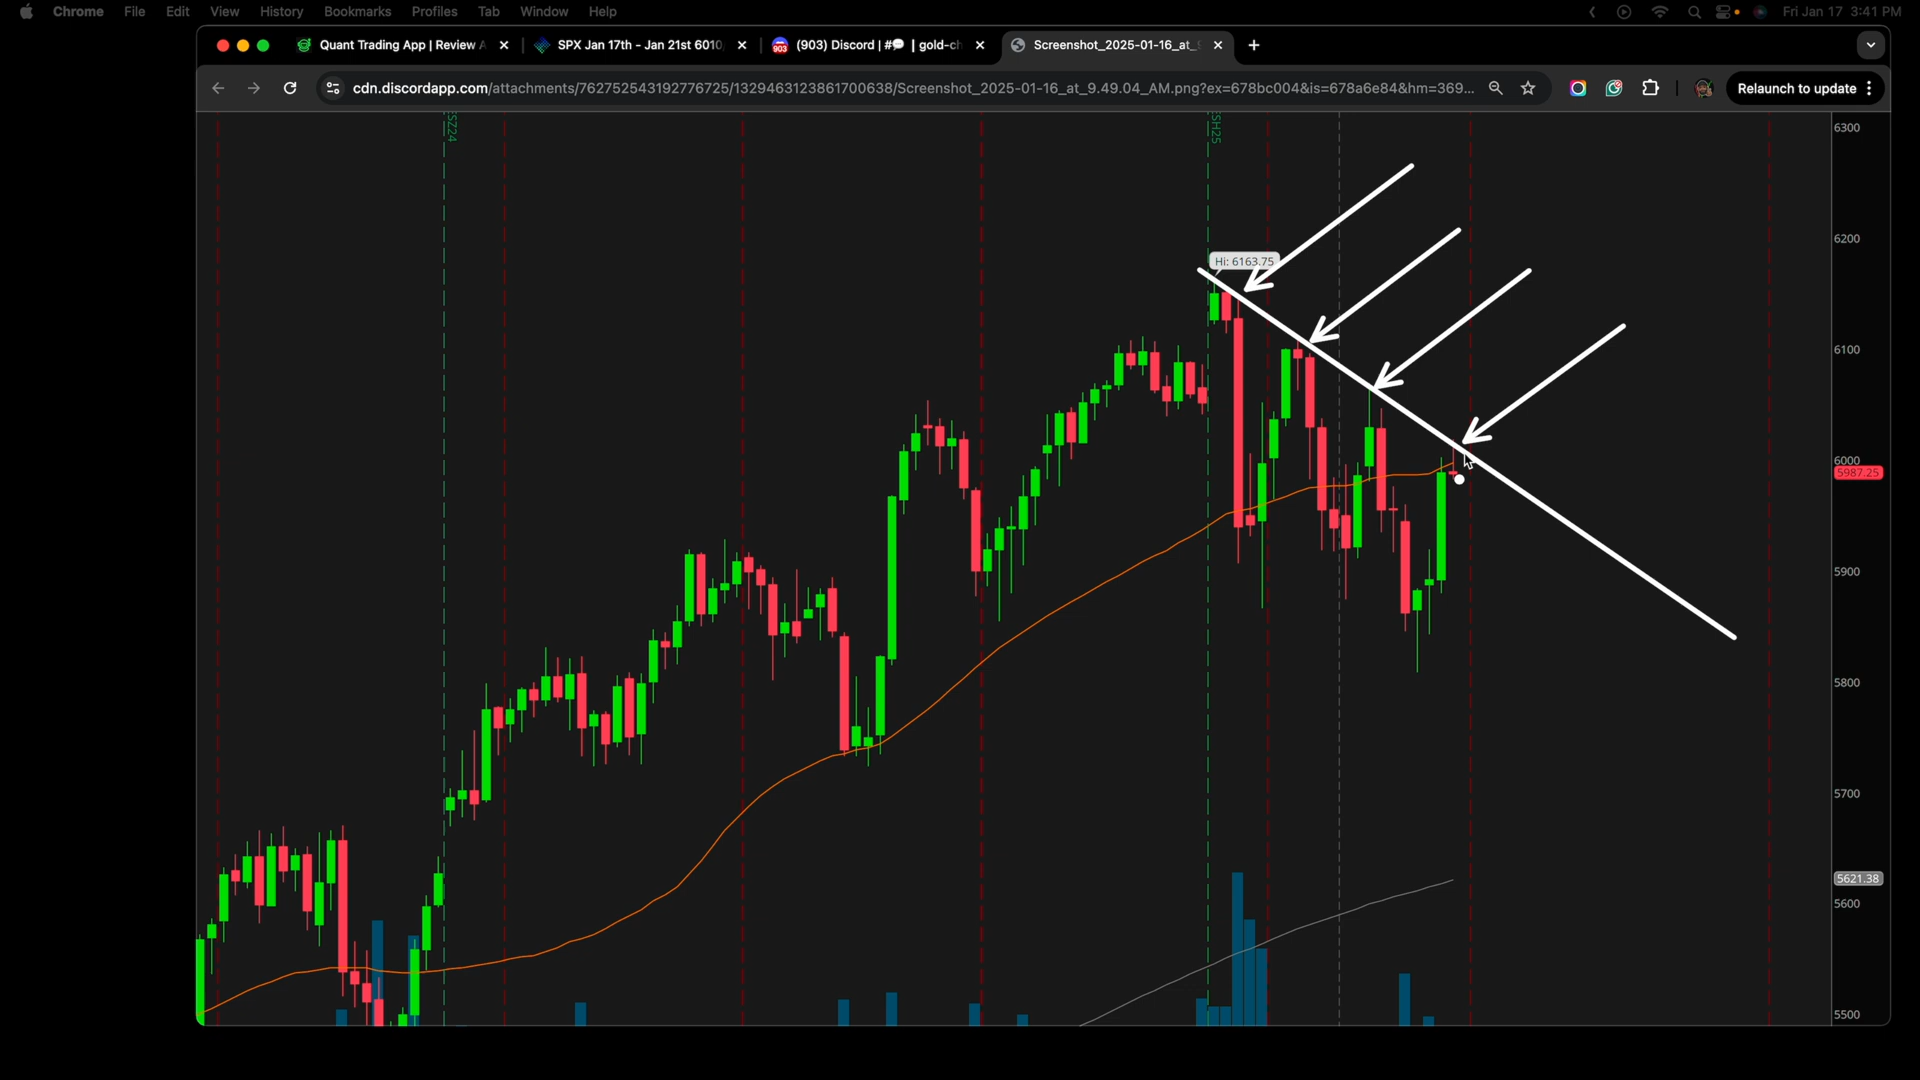 Chrome File Edit View History Bookmarks Profiles Tab Window Help Fri Jan 17 3:41 PM
Quant Trading App | Review A
SPX Jan 17th - Jan 21st 6010
903 (903) Discord | #💬 | gold-ch
Screenshot_2025-01-16_at_9
cdn.discordapp.com/attachments/762752543192776725/1329463123861700638/Screenshot_2025-01-16_at_9.49.04_AM.png?ex=678bc004&is=678a6e84&hm=369...
Relaunch to update
Hi: 6163.75
6300
6200
6100
6000
5987.25
5900
5800
5700
5621.38
5600
5500